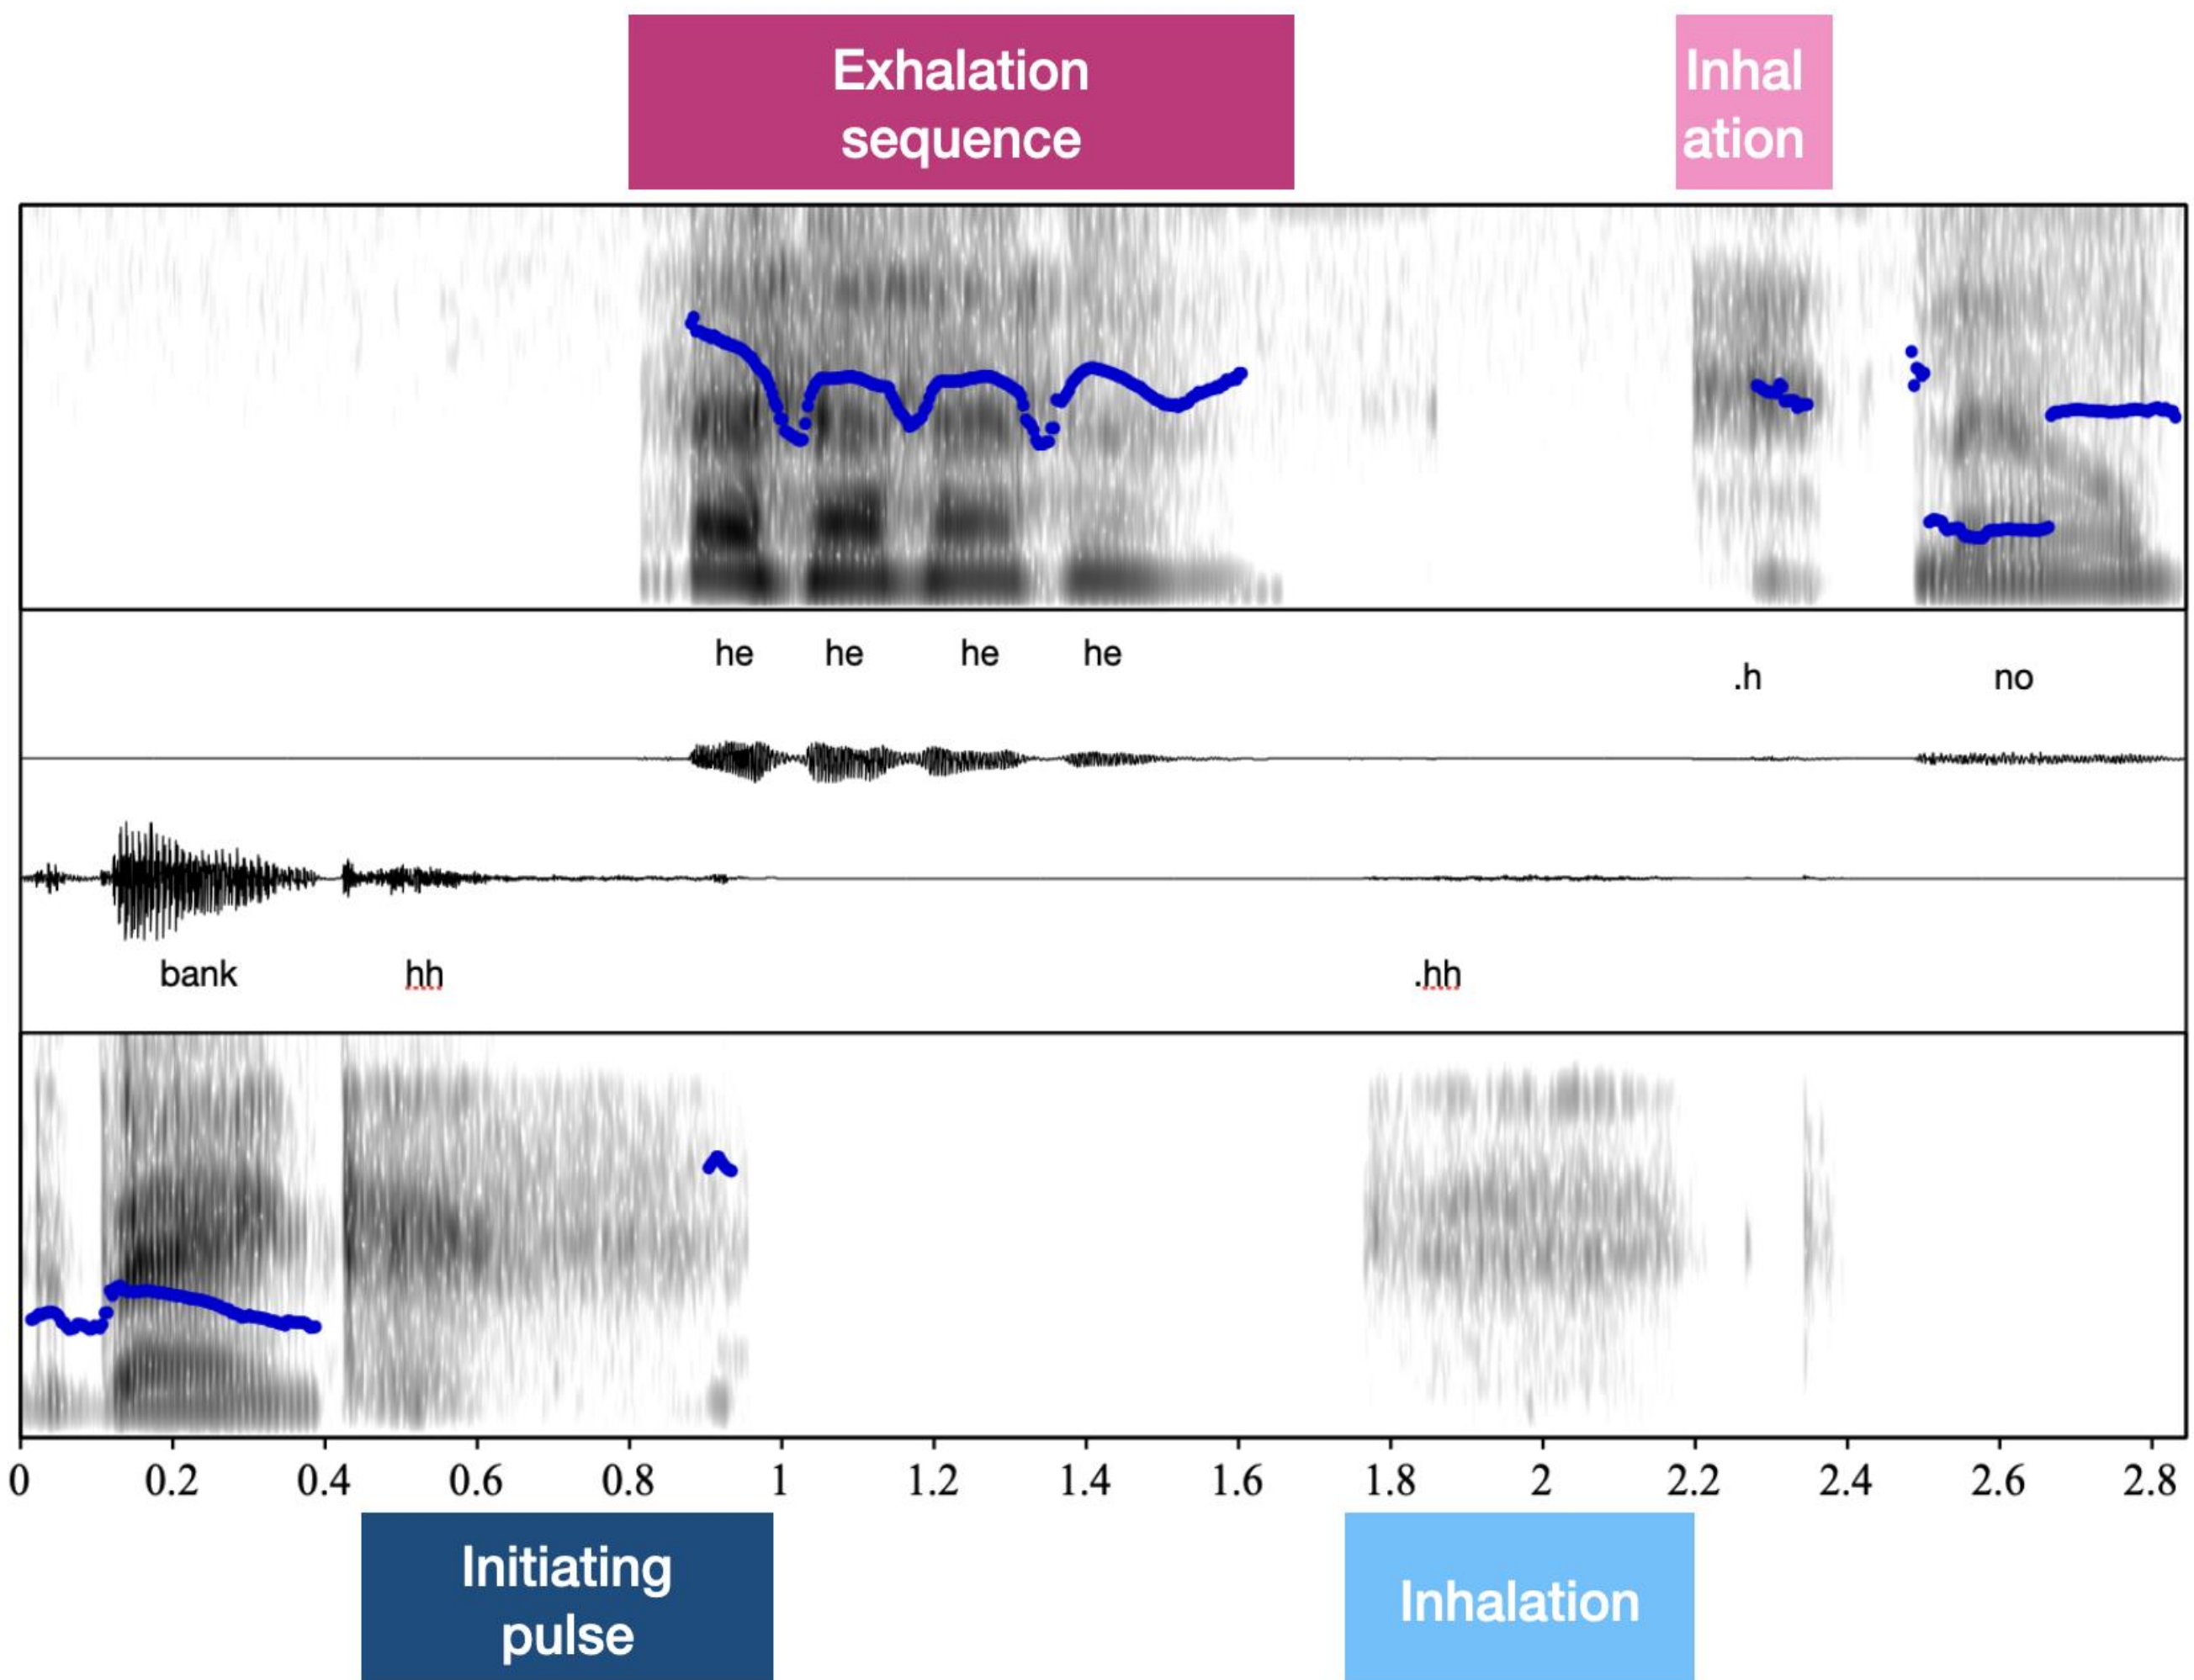 Exhalation
sequence
Inhal
ation
he he he he
.h no
bank hh .hh
0 0.2 0.4 0.6 0.8 1 1.2 1.4 1.6 1.8 2 2.2 2.4 2.6 2.8
Initiating
pulse
Inhalation